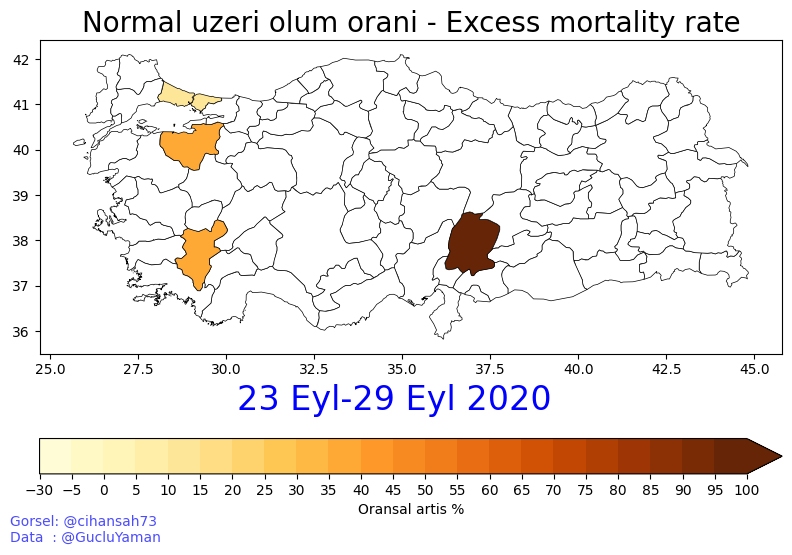 Normal uzeri olum orani - Excess mortality rate
42
41
40
39
38
37
36
25.0 27.5 30.0 32.5 35.0 37.5 40.0 42.5 45.0
23 Eyl-29 Eyl 2020
−30 −5 0 5 10 15 20 25 30 35 40 45 50 55 60 65 70 75 80 85 90 95 100
Oransal artis %
Gorsel: @cihansah73
Data : @GucluYaman